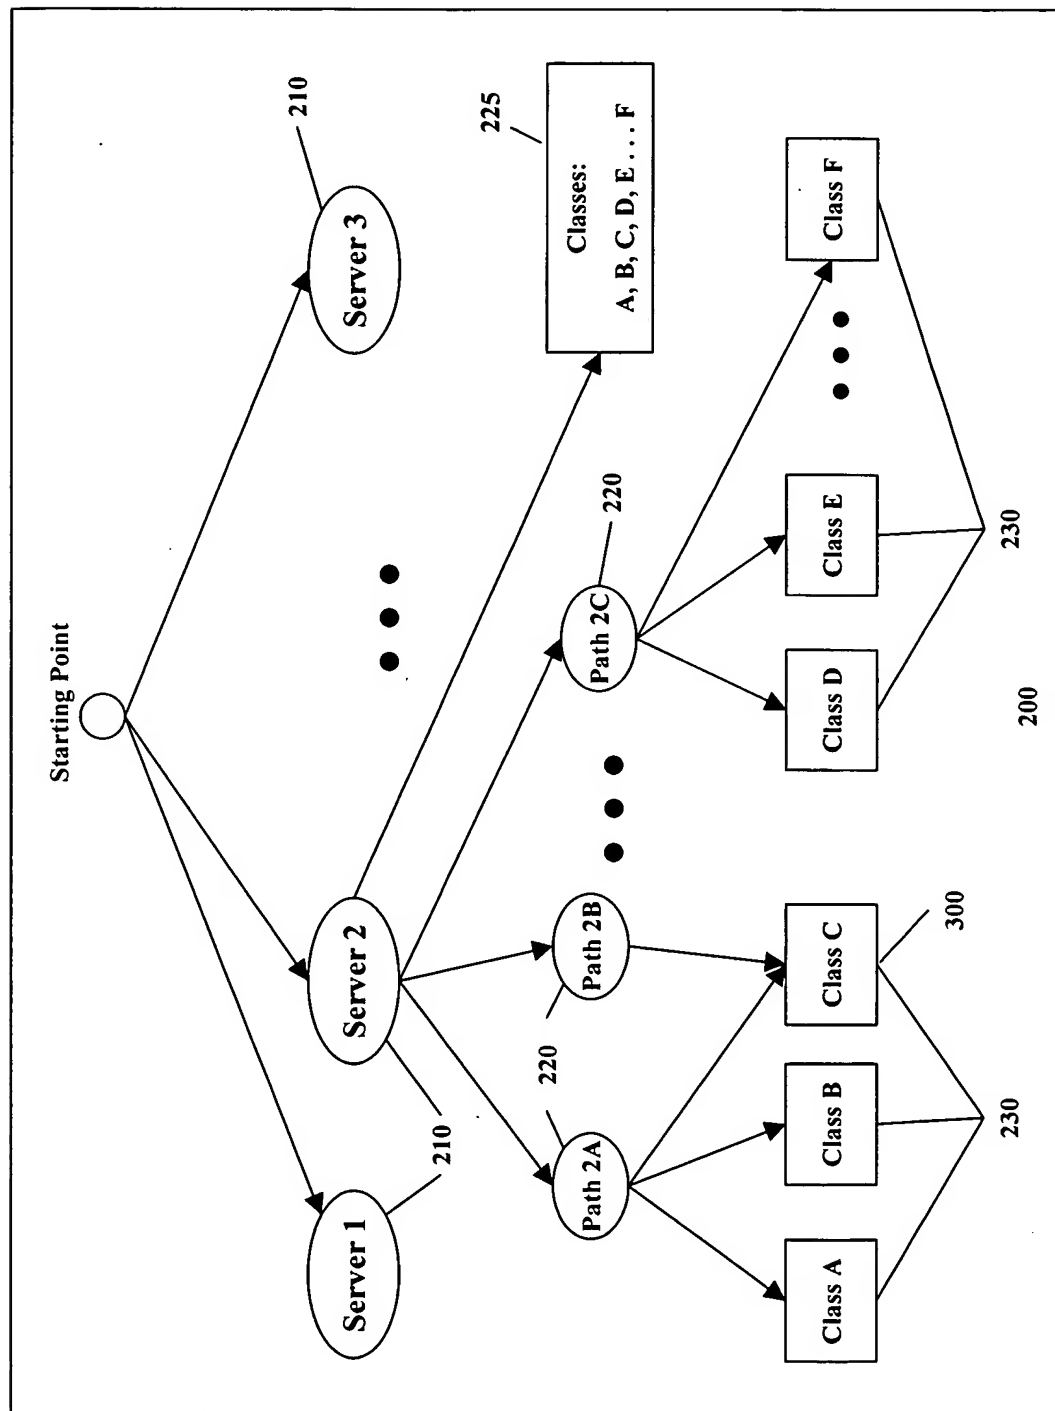 Starting Point
210
Server 1
Server 2
Server 3
210
225
Classes:
A, B, C, D, E . . . F
220
Path 2A
Path 2B
Path 2C
220
Class A
Class B
Class C
Class D
Class E
Class F
300
230
230
200